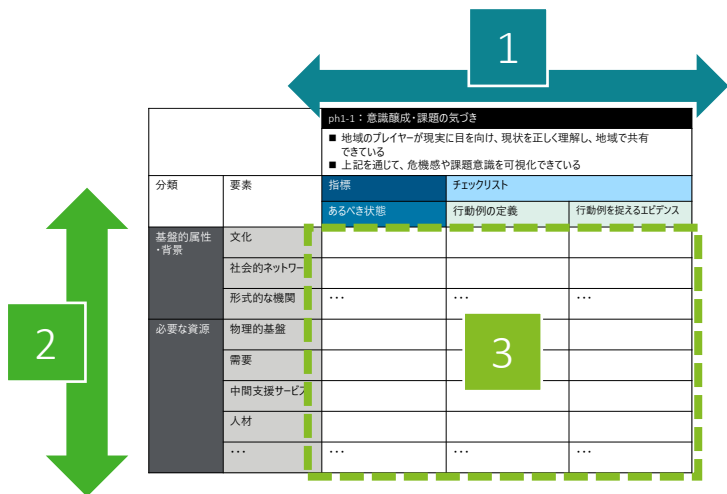 1
ph1-1：意識醸成・課題の気づき
■ 地域のプレイヤーが現実に目を向け、現状を正しく理解し、地域で共有
できている
■ 上記を通じて、危機感や課題意識を可視化できている
分類 要素 指標 チェックリスト
あるべき状態 行動例の定義 行動例を捉えるエビデンス
基盤的属性
・背景
文化
社会的ネットワー
形式的な機関 … … …
2
必要な資源 物理的基盤
3
需要
中間支援サービス
人材
… … … …